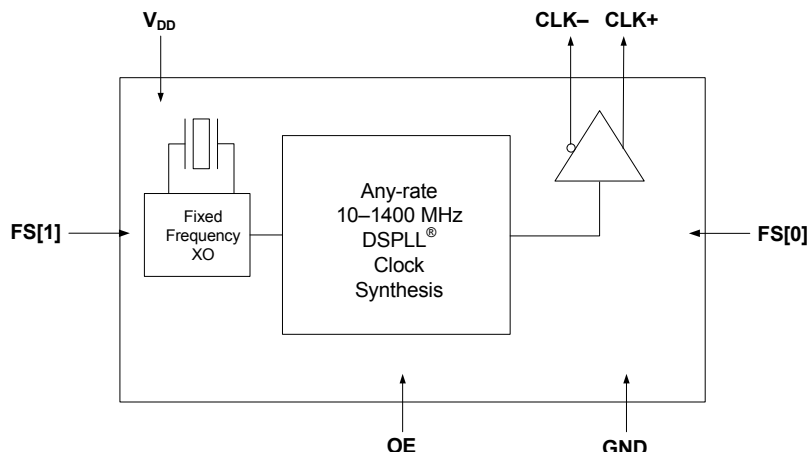 V_DD
CLK– CLK+
Any-rate
10–1400 MHz
DSPLL®
Clock
Synthesis
Fixed
Frequency
XO
FS[1]
FS[0]
OE
GND